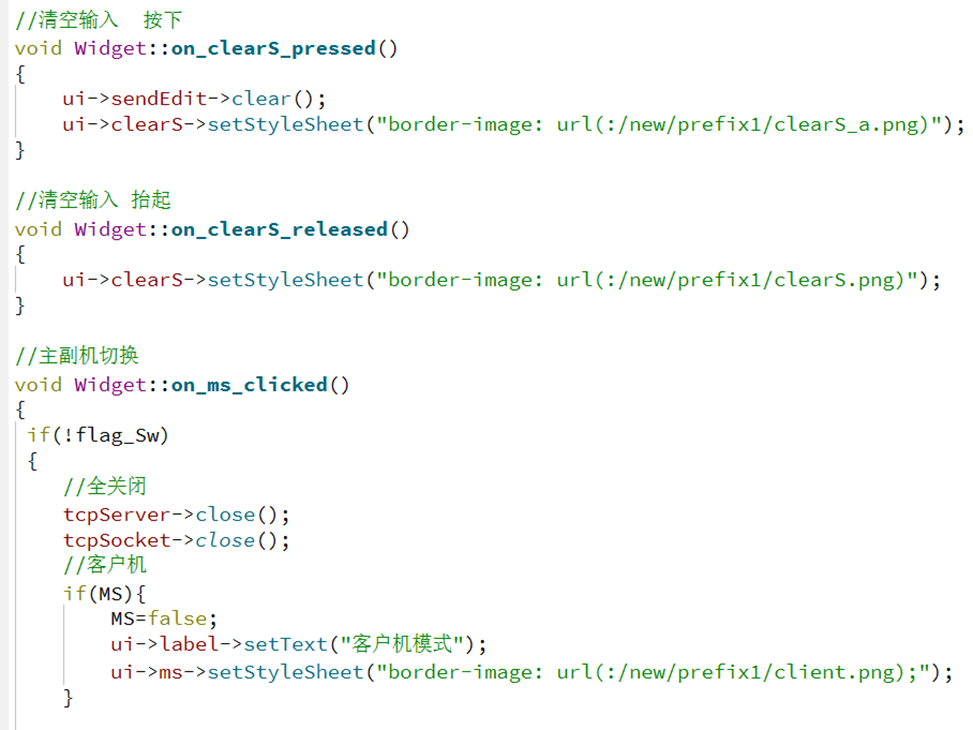 //清空输入  按下
void Widget::on_clearS_pressed()
{
    ui->sendEdit->clear();
    ui->clearS->setStyleSheet("border-image: url(:/new/prefix1/clearS_a.png)");
}

//清空输入 抬起
void Widget::on_clearS_released()
{
    ui->clearS->setStyleSheet("border-image: url(:/new/prefix1/clearS.png)");
}

//主副机切换
void Widget::on_ms_clicked()
{
 if(!flag_Sw)
 {
    //全关闭
    tcpServer->close();
    tcpSocket->close();
    //客户机
    if(MS){
        MS=false;
        ui->label->setText("客户机模式");
        ui->ms->setStyleSheet("border-image: url(:/new/prefix1/client.png);");
    }